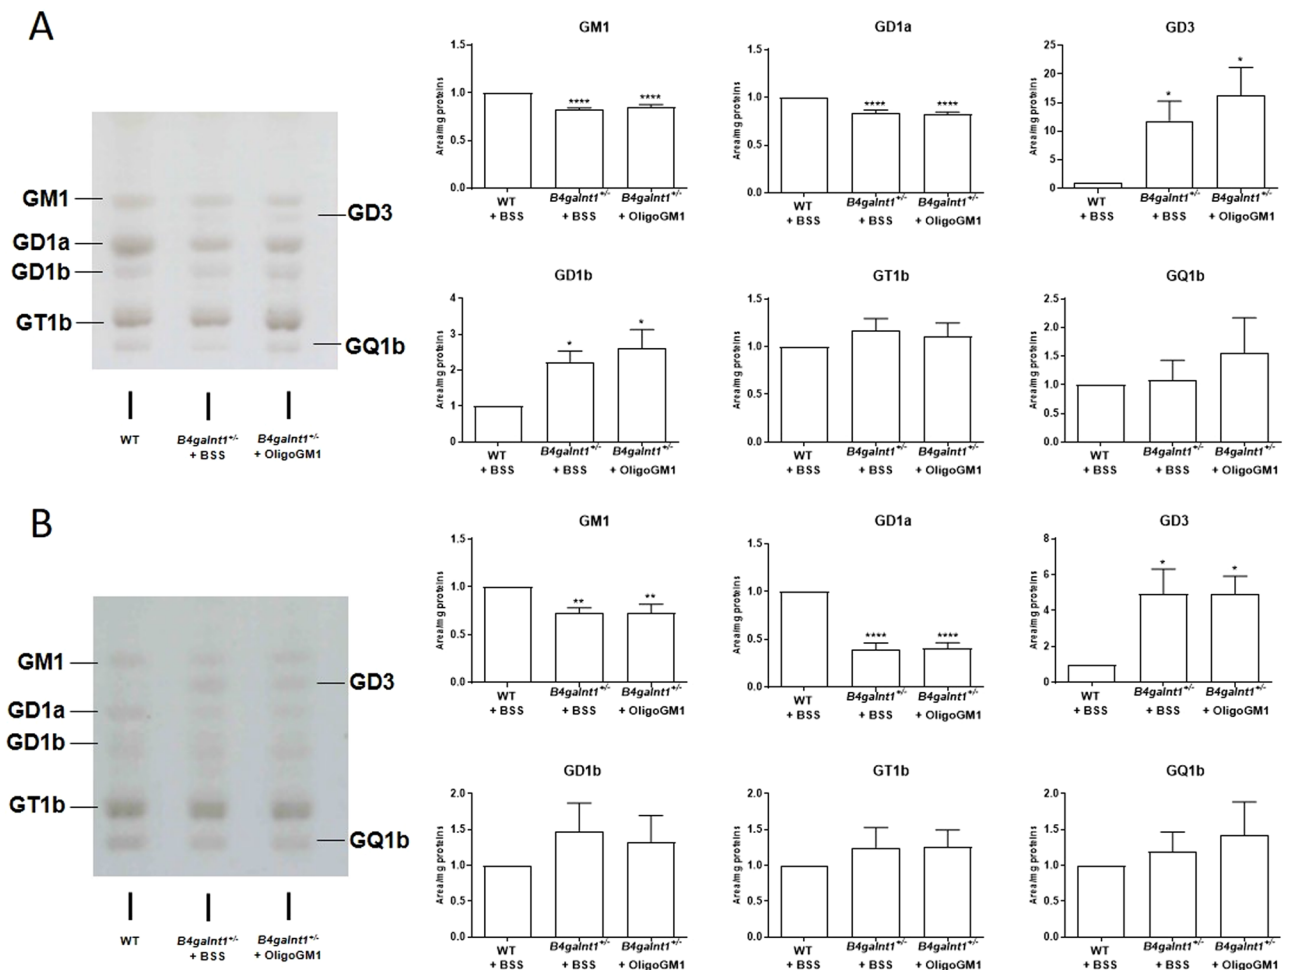 A
GM1
GD1a
GD1b
GT1b
GD3
GQ1b
WT
B4galnt1+/-
+ BSS
B4galnt1+/-
+ OligoGM1
GM1
Area/mg proteins
1.5
1.0
0.5
0.0
WT
+ BSS
B4galnt1+/-
+ BSS
B4galnt1+/-
+ OligoGM1
****
****
GD1a
Area/mg proteins
1.5
1.0
0.5
0.0
WT
+ BSS
B4galnt1+/-
+ BSS
B4galnt1+/-
+ OligoGM1
****
****
GD3
Area/mg proteins
25
20
15
10
5
0
WT
+ BSS
B4galnt1+/-
+ BSS
B4galnt1+/-
+ OligoGM1
*
*
GD1b
Area/mg proteins
4
3
2
1
0
WT
+ BSS
B4galnt1+/-
+ BSS
B4galnt1+/-
+ OligoGM1
*
*
GT1b
Area/mg proteins
1.5
1.0
0.5
0.0
WT
+ BSS
B4galnt1+/-
+ BSS
B4galnt1+/-
+ OligoGM1
GQ1b
Area/mg proteins
2.5
2.0
1.5
1.0
0.5
0.0
WT
+ BSS
B4galnt1+/-
+ BSS
B4galnt1+/-
+ OligoGM1
B
GM1
GD1a
GD1b
GT1b
GD3
GQ1b
WT
B4galnt1+/-
+ BSS
B4galnt1+/-
+ OligoGM1
GM1
Area/mg proteins
1.5
1.0
0.5
0.0
WT
+ BSS
B4galnt1+/-
+ BSS
B4galnt1+/-
+ OligoGM1
**
**
GD1a
Area/mg proteins
1.5
1.0
0.5
0.0
WT
+ BSS
B4galnt1+/-
+ BSS
B4galnt1+/-
+ OligoGM1
****
****
GD3
Area/mg proteins
8
6
4
2
0
WT
+ BSS
B4galnt1+/-
+ BSS
B4galnt1+/-
+ OligoGM1
*
*
GD1b
Area/mg proteins
2.0
1.5
1.0
0.5
0.0
WT
+ BSS
B4galnt1+/-
+ BSS
B4galnt1+/-
+ OligoGM1
GT1b
Area/mg proteins
2.0
1.5
1.0
0.5
0.0
WT
+ BSS
B4galnt1+/-
+ BSS
B4galnt1+/-
+ OligoGM1
GQ1b
Area/mg proteins
2.0
1.5
1.0
0.5
0.0
WT
+ BSS
B4galnt1+/-
+ BSS
B4galnt1+/-
+ OligoGM1